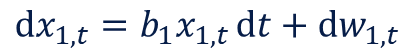 dx₁,ₜ = b₁x₁,ₜ dt + dw₁,ₜ